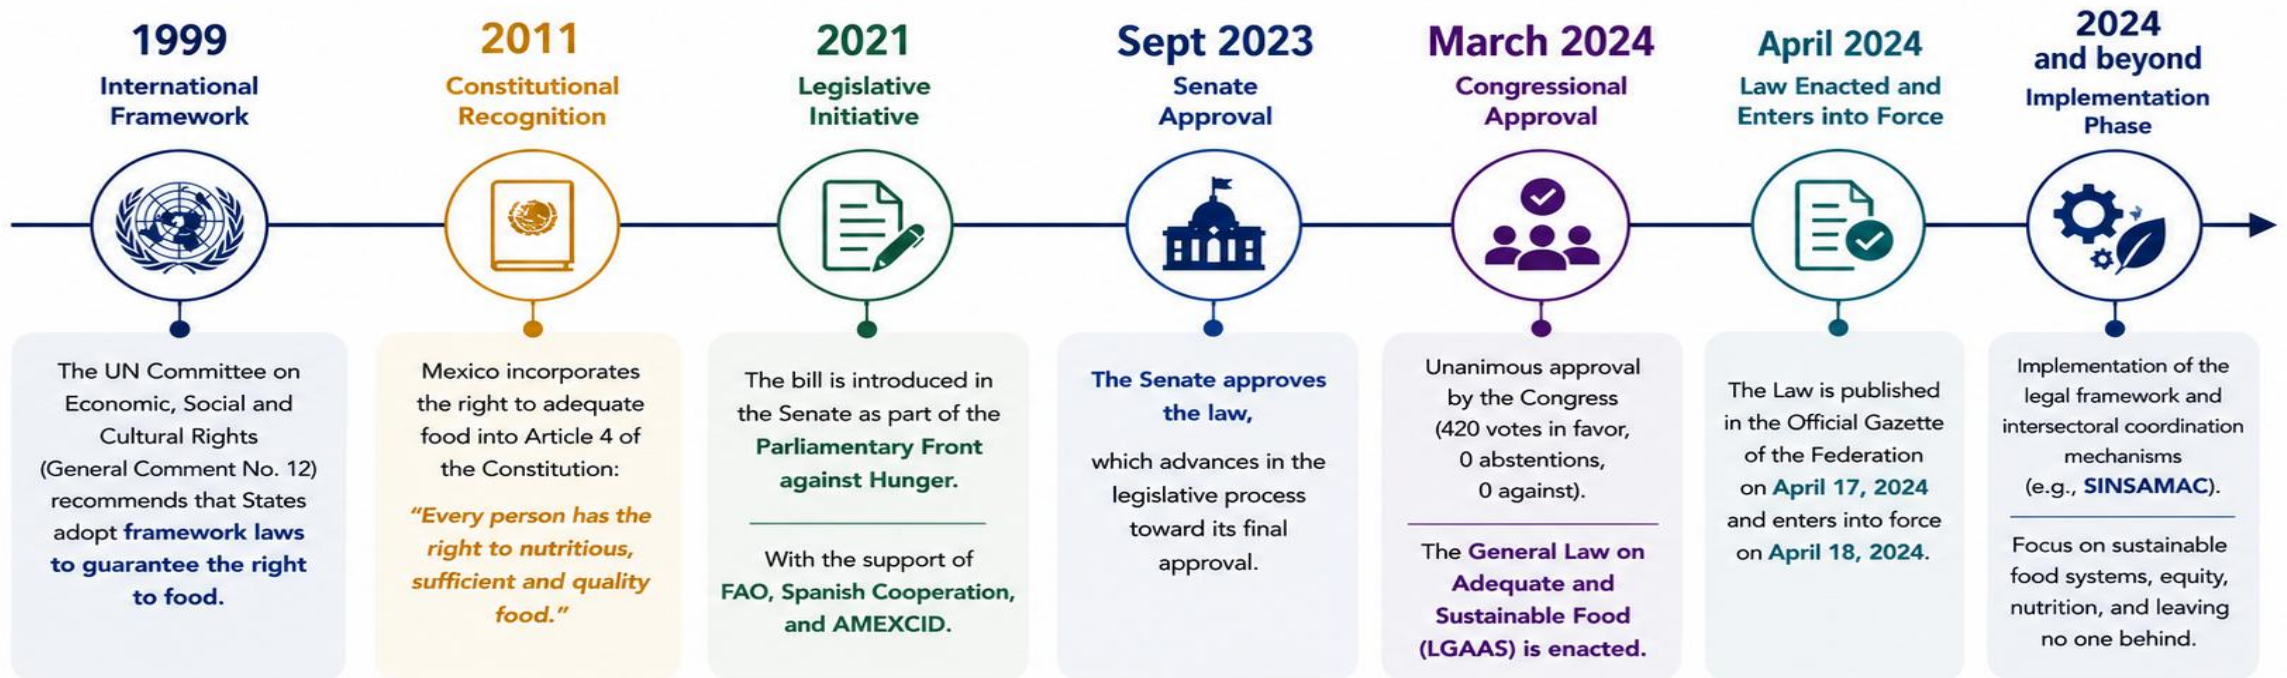 1999
International
Framework
The UN Committee on
Economic, Social and
Cultural Rights
(General Comment No. 12)
recommends that States
adopt framework laws
to guarantee the right
to food.
2011
Constitutional
Recognition
Mexico incorporates
the right to adequate
food into Article 4 of
the Constitution:
“Every person has the
right to nutritious,
sufficient and quality
food.”
2021
Legislative
Initiative
The bill is introduced in
the Senate as part of the
Parliamentary Front
against Hunger.
With the support of
FAO, Spanish Cooperation,
and AMEXCID.
Sept 2023
Senate
Approval
The Senate approves
the law,
which advances in the
legislative process
toward its final
approval.
March 2024
Congressional
Approval
Unanimous approval
by the Congress
(420 votes in favor,
0 abstentions,
0 against).
The General Law on
Adequate and
Sustainable Food
(LGAAS) is enacted.
April 2024
Law Enacted and
Enters into Force
The Law is published
in the Official Gazette
of the Federation
on April 17, 2024
and enters into force
on April 18, 2024.
2024
and beyond
Implementation
Phase
Implementation of the
legal framework and
intersectoral coordination
mechanisms
(e.g., SINSAMAC).
Focus on sustainable
food systems, equity,
nutrition, and leaving
no one behind.